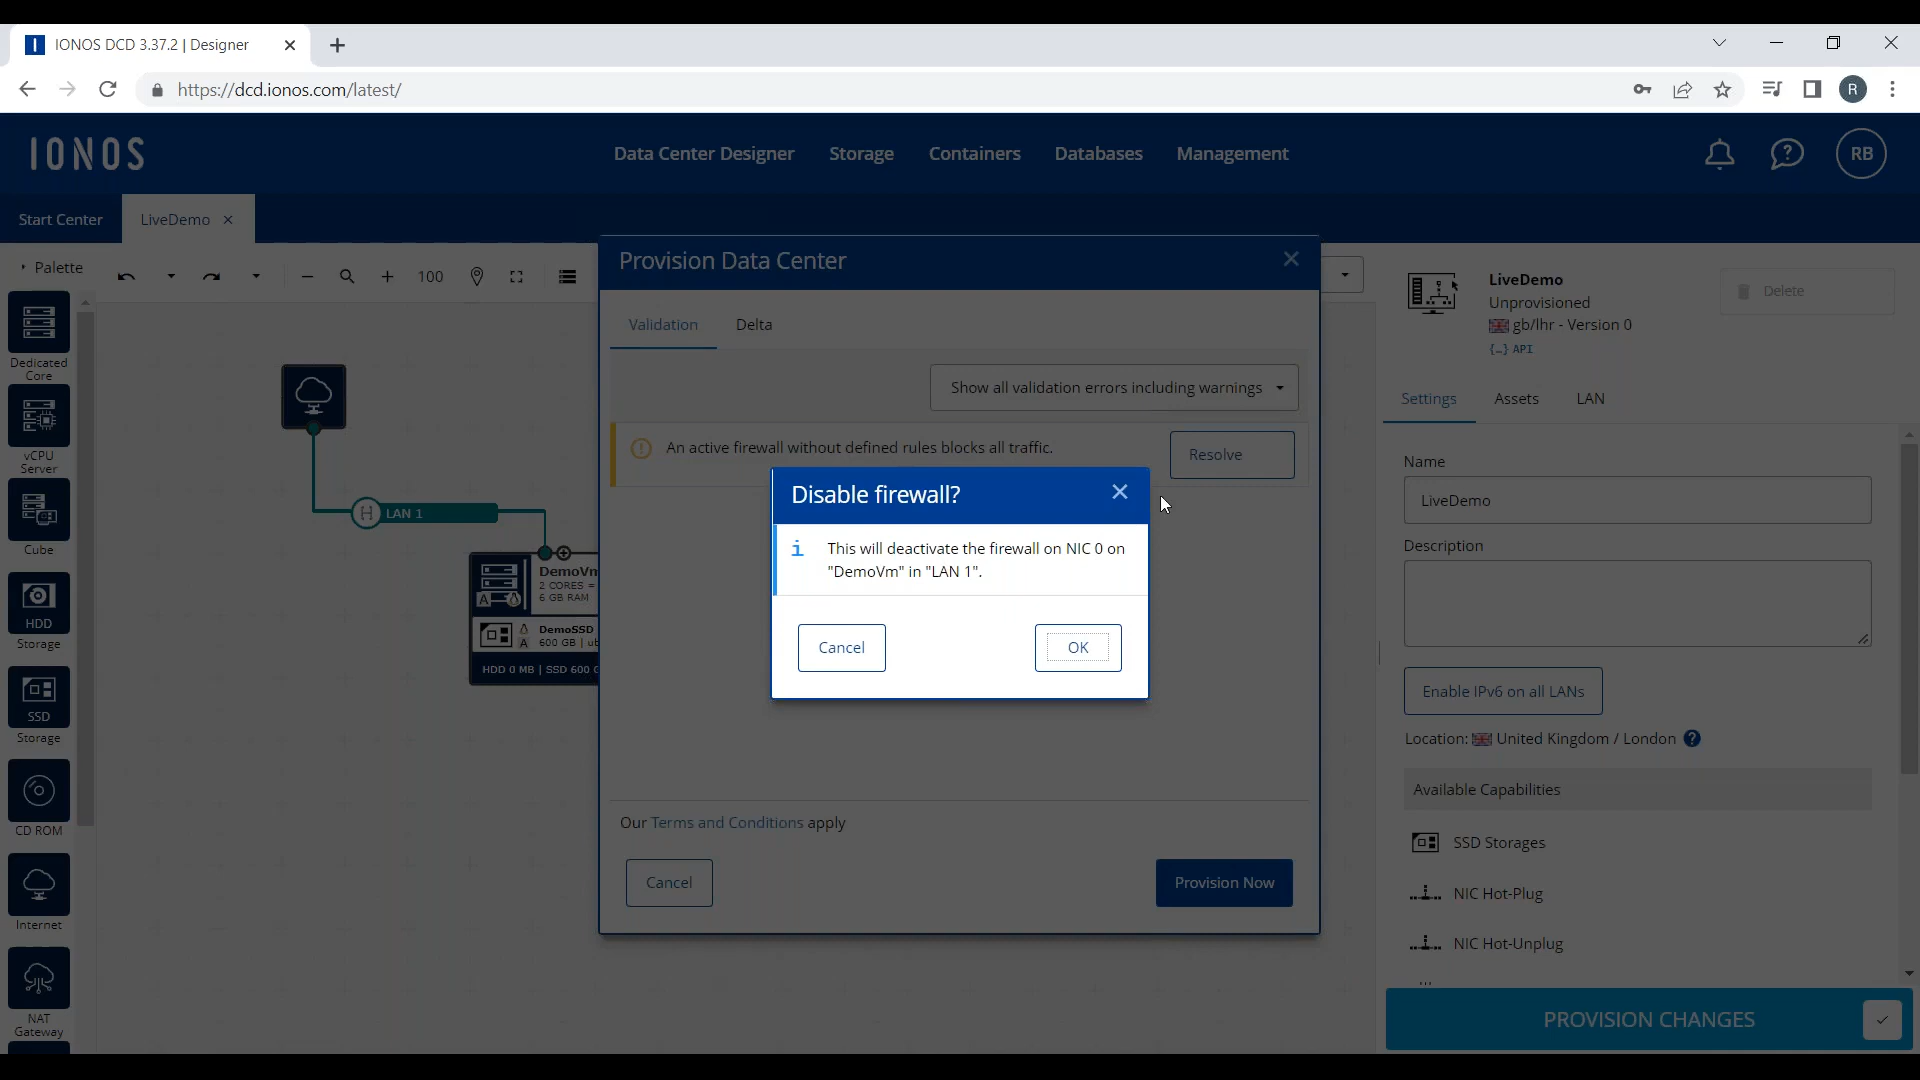 IONOS DCD 3.37.2 | Designer
https://dcd.ionos.com/latest/
R
IONOS
Data Center Designer
Storage
Containers
Databases
Management
RB
Start Center
LiveDemo
Palette
100
Dedicated
Core
vCPU
Server
Cube
HDD
Storage
SSD
Storage
CD ROM
Internet
NAT
Gateway
LAN 1
DemoVm
2 CORES =
6 GB RAM
A
DemoSSD
A
600 GB | ub
HDD 0 MB | SSD 600 G
Provision Data Center
Validation
Delta
Show all validation errors including warnings
An active firewall without defined rules blocks all traffic.
Resolve
Disable firewall?
This will deactivate the firewall on NIC 0 on
"DemoVm" in "LAN 1".
Cancel
OK
Our Terms and Conditions apply
Cancel
Provision Now
LiveDemo
Unprovisioned
gb/lhr - Version 0
{...} API
Delete
Settings
Assets
LAN
Name
LiveDemo
Description
Enable IPv6 on all LANs
Location: United Kingdom / London
Available Capabilities
SSD Storages
NIC Hot-Plug
NIC Hot-Unplug
PROVISION CHANGES